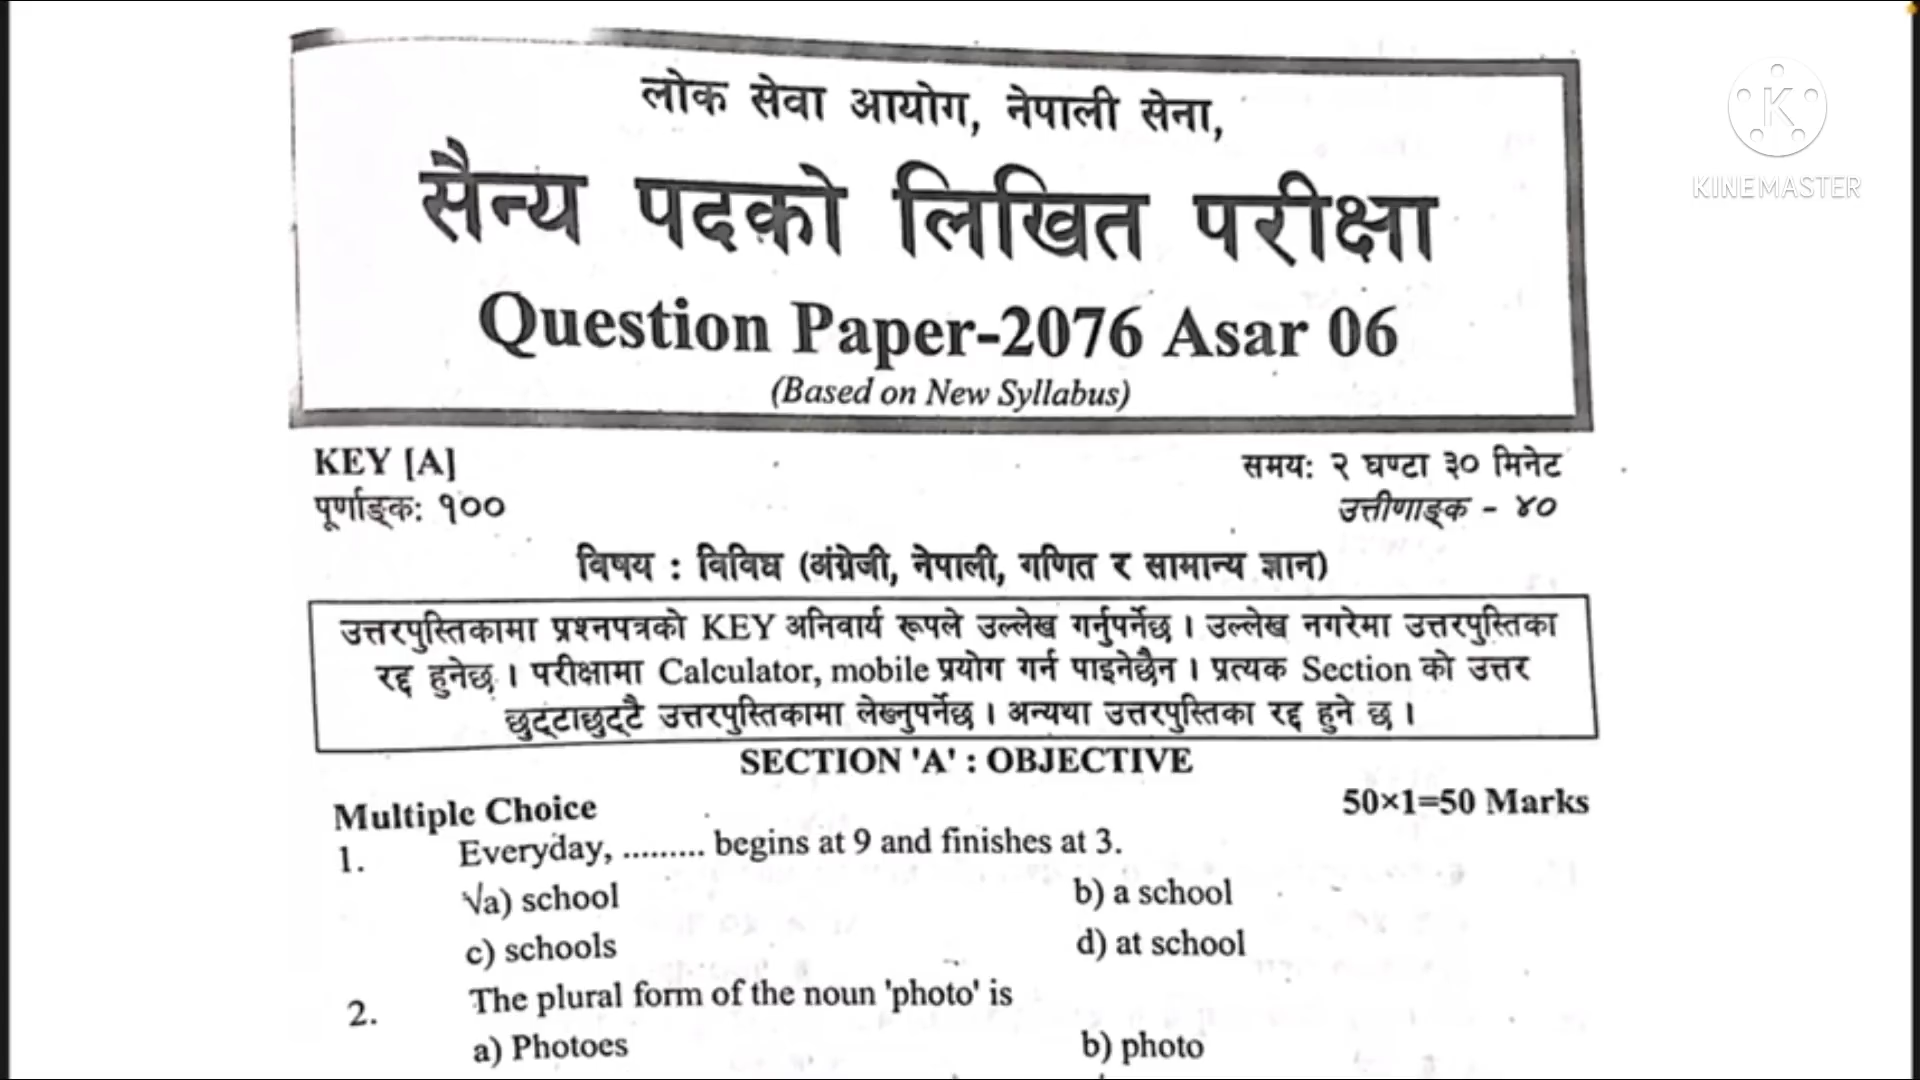 लोक सेवा आयोग, नेपाली सेना,
सैन्य पदको लिखित परीक्षा
Question Paper-2076 Asar 06
(Based on New Syllabus)
KINEMASTER
KEY [A]
समय: २ घण्टा ३० मिनेट
पूर्णाङ्क: १००
उत्तीणाङ्क - ४०
विषय : विविध (अंग्रेजी, नेपाली, गणित र सामान्य ज्ञान)
उत्तरपुस्तिकामा प्रश्नपत्रको KEY अनिवार्य रूपले उल्लेख गर्नुपर्नेछ । उल्लेख नगरेमा उत्तरपुस्तिका
रद्द हुनेछ । परीक्षामा Calculator, mobile प्रयोग गर्न पाइनेछैन । प्रत्यक Section को उत्तर
छुट्टाछुट्टै उत्तरपुस्तिकामा लेख्नुपर्नेछ । अन्यथा उत्तरपुस्तिका रद्द हुने छ ।
SECTION 'A' : OBJECTIVE
Multiple Choice 50×1=50 Marks
1. Everyday, ......... begins at 9 and finishes at 3.
√a) school b) a school
c) schools d) at school
2. The plural form of the noun 'photo' is
a) Photoes b) photo